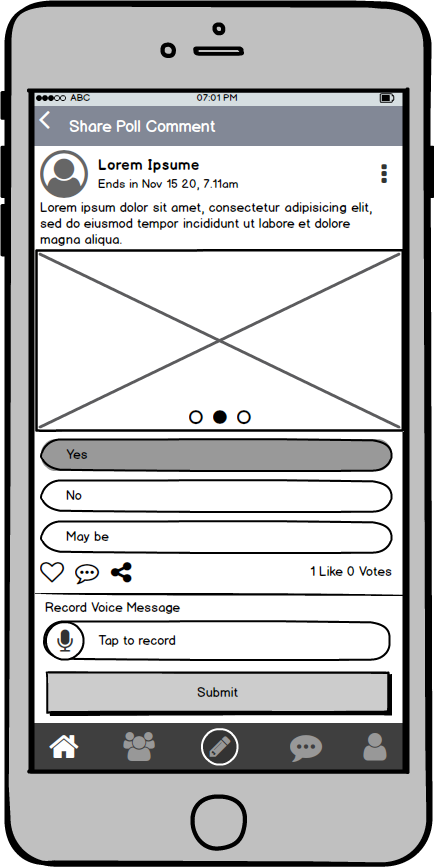 ABC
07:01 PM
Share Poll Comment
Lorem Ipsume
Ends in Nov 15 20, 7.11am
Lorem ipsum dolor sit amet, consectetur adipisicing elit,
sed do eiusmod tempor incididunt ut labore et dolore
magna aliqua.
Yes
No
May be
1 Like 0 Votes
Record Voice Message
Tap to record
Submit